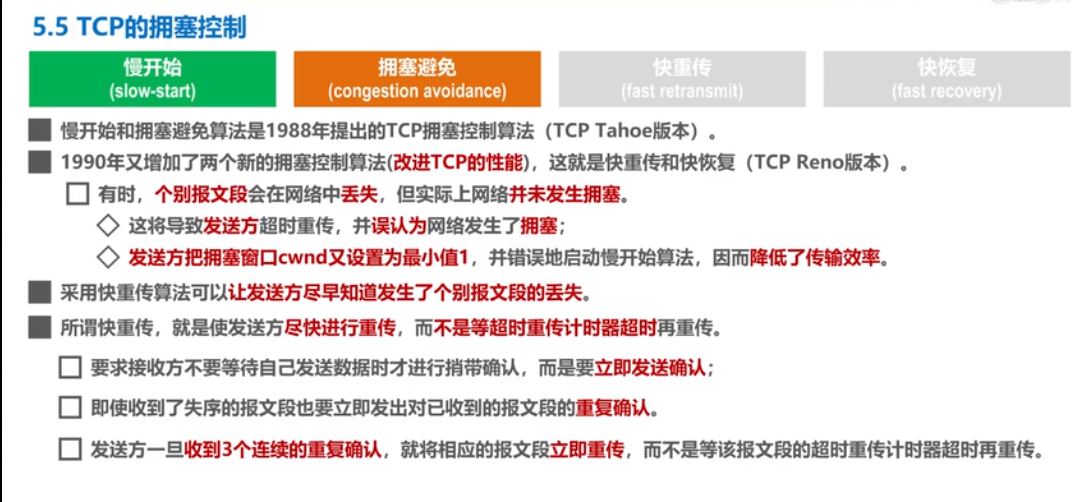 5.5 TCP的拥塞控制
慢开始
(slow-start)
拥塞避免
(congestion avoidance)
快重传
(fast retransmit)
快恢复
(fast recovery)
慢开始和拥塞避免算法是1988年提出的TCP拥塞控制算法（TCP Tahoe版本）。
1990年又增加了两个新的拥塞控制算法(改进TCP的性能)，这就是快重传和快恢复（TCP Reno版本）。
有时，个别报文段会在网络中丢失，但实际上网络并未发生拥塞。
这将导致发送方超时重传，并误认为网络发生了拥塞；
发送方把拥塞窗口cwnd又设置为最小值1，并错误地启动慢开始算法，因而降低了传输效率。
采用快重传算法可以让发送方尽早知道发生了个别报文段的丢失。
所谓快重传，就是使发送方尽快进行重传，而不是等超时重传计时器超时再重传。
要求接收方不要等待自己发送数据时才进行捎带确认，而是要立即发送确认；
即使收到了失序的报文段也要立即发出对已收到的报文段的重复确认。
发送方一旦收到3个连续的重复确认，就将相应的报文段立即重传，而不是等该报文段的超时重传计时器超时再重传。